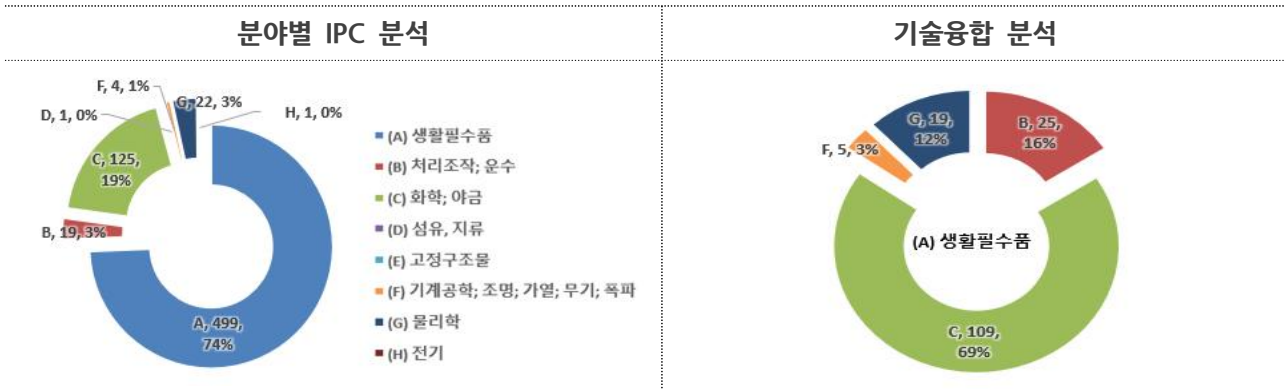 분야별 IPC 분석
F, 4, 1%
G, 22, 3%
H, 1, 0%
D, 1, 0%
C, 125,
19%
B, 19, 3%
A, 499,
74%
(A) 생활필수품
(B) 처리조작; 운수
(C) 화학; 야금
(D) 섬유, 지류
(E) 고정구조물
(F) 기계공학; 조명; 가열; 무기; 폭파
(G) 물리학
(H) 전기
기술융합 분석
G, 19,
12%
B, 25,
16%
F, 5, 3%
(A) 생활필수품
C, 109,
69%